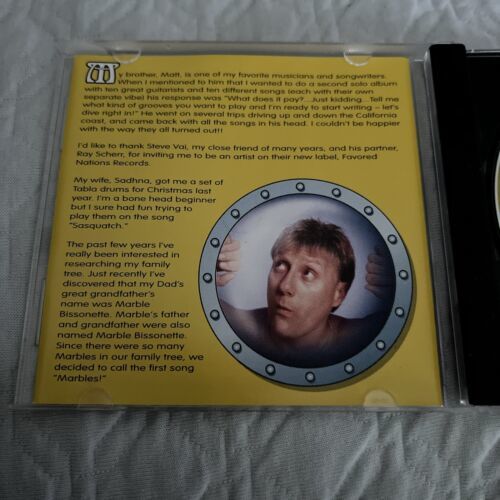 My brother, Matt, is one of my favorite musicians and songwriters.
When I mentioned to him that I wanted to do a second solo album
with ten great guitarists and ten different songs (each with their own
separate vibe) his response was "What does it pay?...Just kidding...Tell me
what kind of grooves you want to play and I'm ready to start writing – let's
dive right in!" He went on several trips driving up and down the California
coast, and came back with all the songs in his head. I couldn't be happier
with the way they all turned out!!
I'd like to thank Steve Vai, my close friend of many years, and his partner,
Ray Scherr, for inviting me to be an artist on their new label, Favored
Nations Records.
My wife, Sadhna, got me a set of
Tabla drums for Christmas last
year. I'm a bone head beginner
but I sure had fun trying to
play them on the song
"Sasquatch."
The past few years I've
really been interested in
researching my family
tree. Just recently I've
discovered that my Dad's
great grandfather's
name was Marble
Bissonette. Marble's father
and grandfather were also
named Marble Bissonette.
Since there were so many
Marbles in our family tree, we
decided to call the first song
"Marbles!"